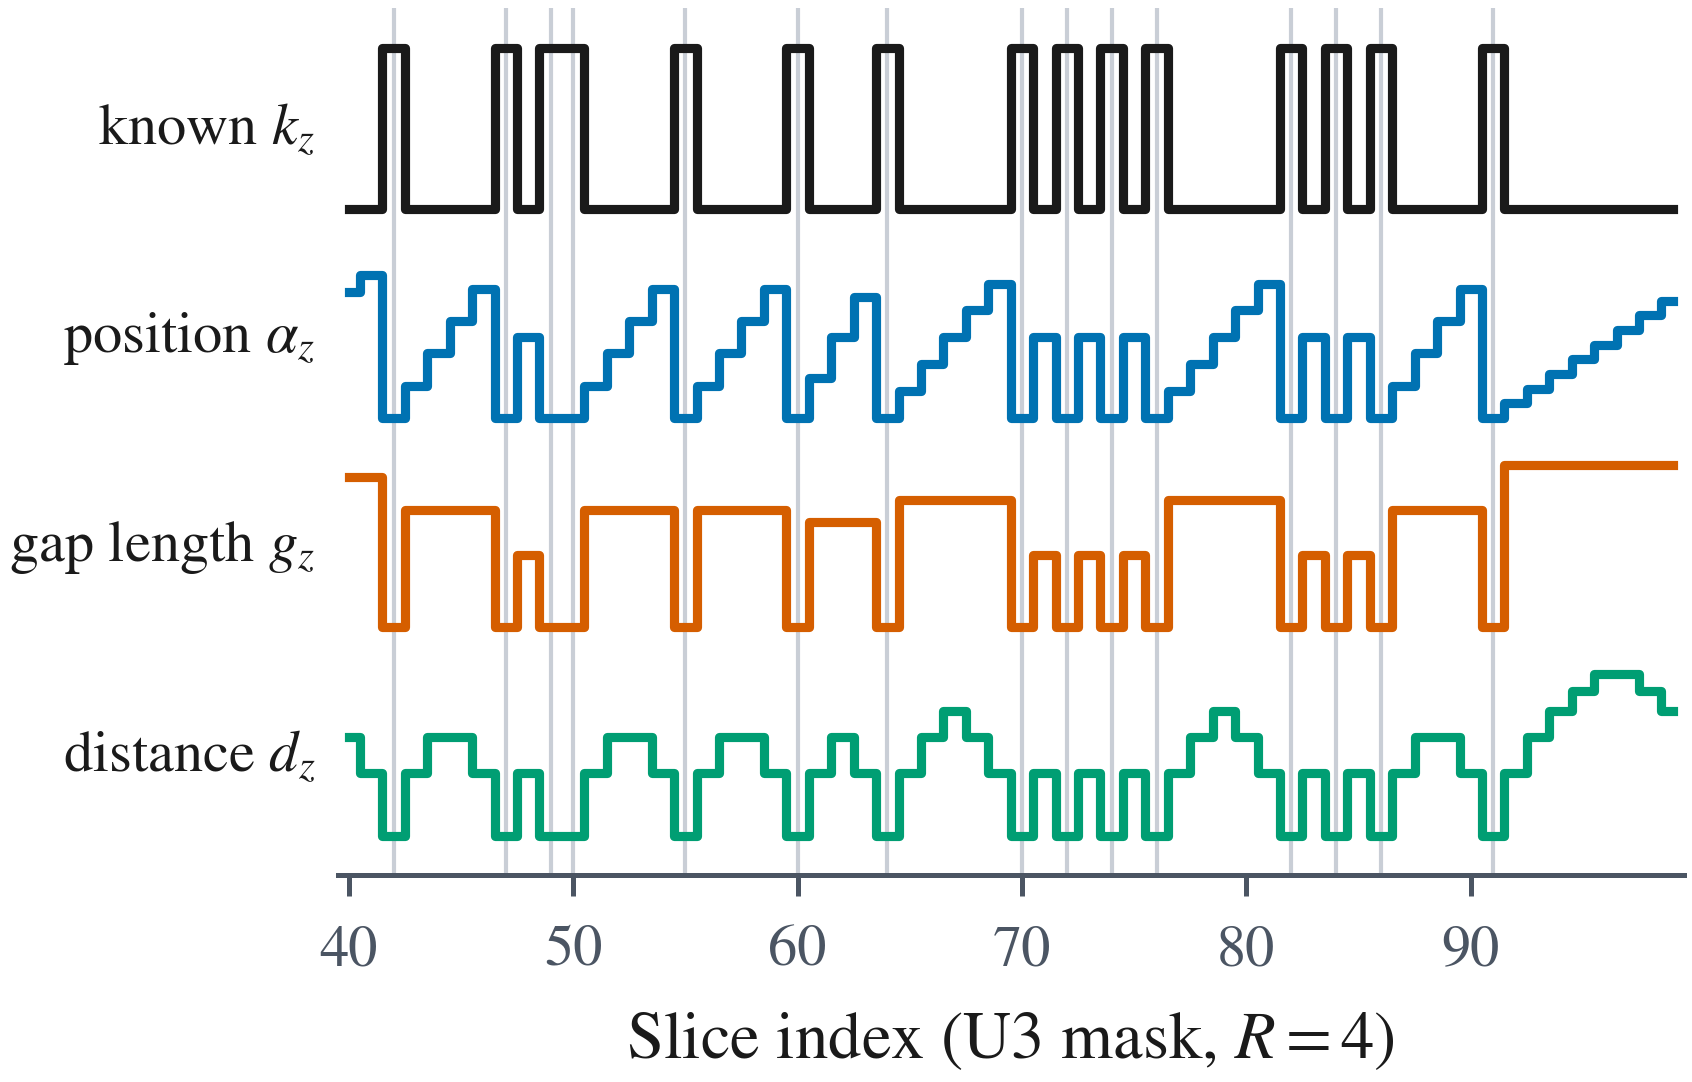 known k_z
position α_z
gap length g_z
distance d_z
40 50 60 70 80 90
Slice index (U3 mask, R = 4)